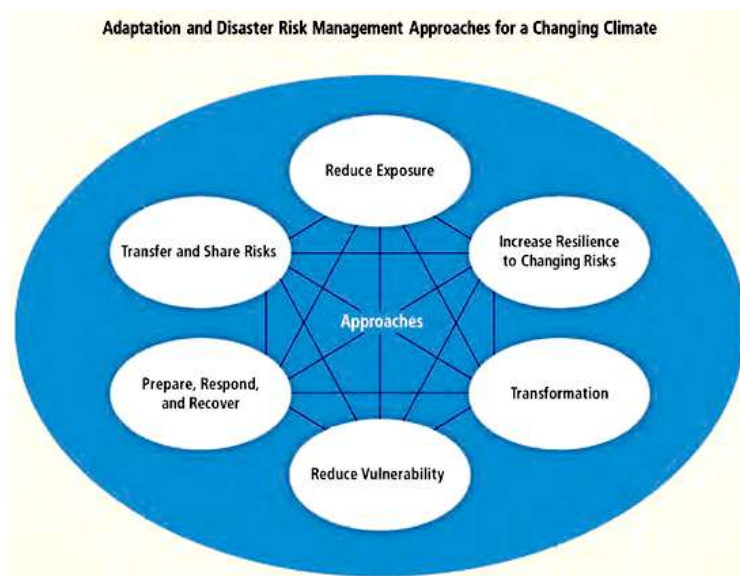 Adaptation and Disaster Risk Management Approaches for a Changing Climate
Reduce Exposure
Transfer and Share Risks
Increase Resilience
to Changing Risks
Approaches
Prepare, Respond,
and Recover
Transformation
Reduce Vulnerability